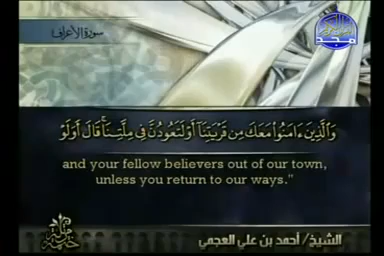 سورة الأعراف
المجد
وَالَّذِينَ ءَامَنُوا۟ مَعَكَ مِن قَرْيَتِنَآ أَوْ لَتَعُودُنَّ فِى مِلَّتِنَا ۚ قَالَ أَوَلَوْ
and your fellow believers out of our town,
unless you return to our ways."
الشيخ/ أحمد بن علي العجمي